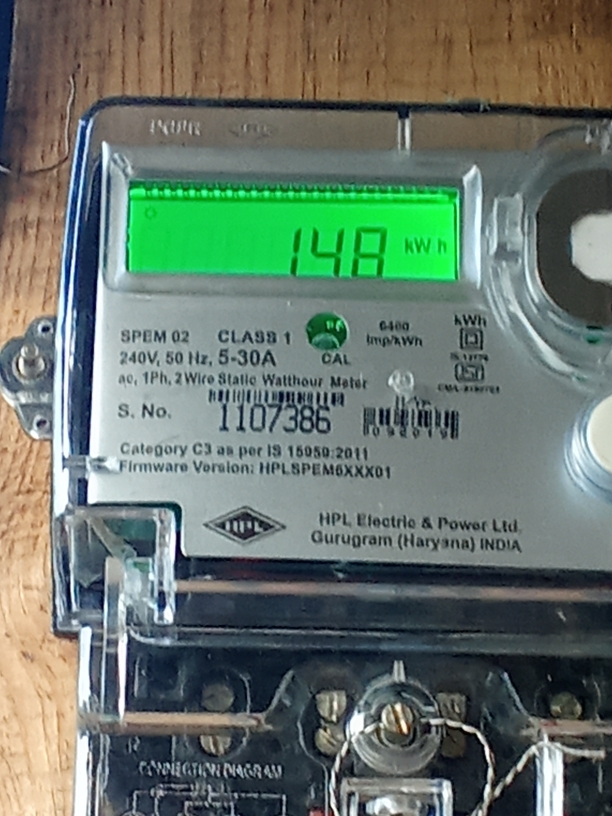 148 kWh
SPEM 02 CLASS 1
240V, 50 Hz, 5-30A
CAL
6400
Imp/kWh
kWh
ac, 1Ph, 2Wire Static Watthour Meter
S. No. 1107386
Category C3 as per IS 15959:2011
Firmware Version: HPLSPEM6XXX01
HPL
HPL Electric & Power Ltd.
Gurugram (Haryana) INDIA
CONNECTION DIAGRAM